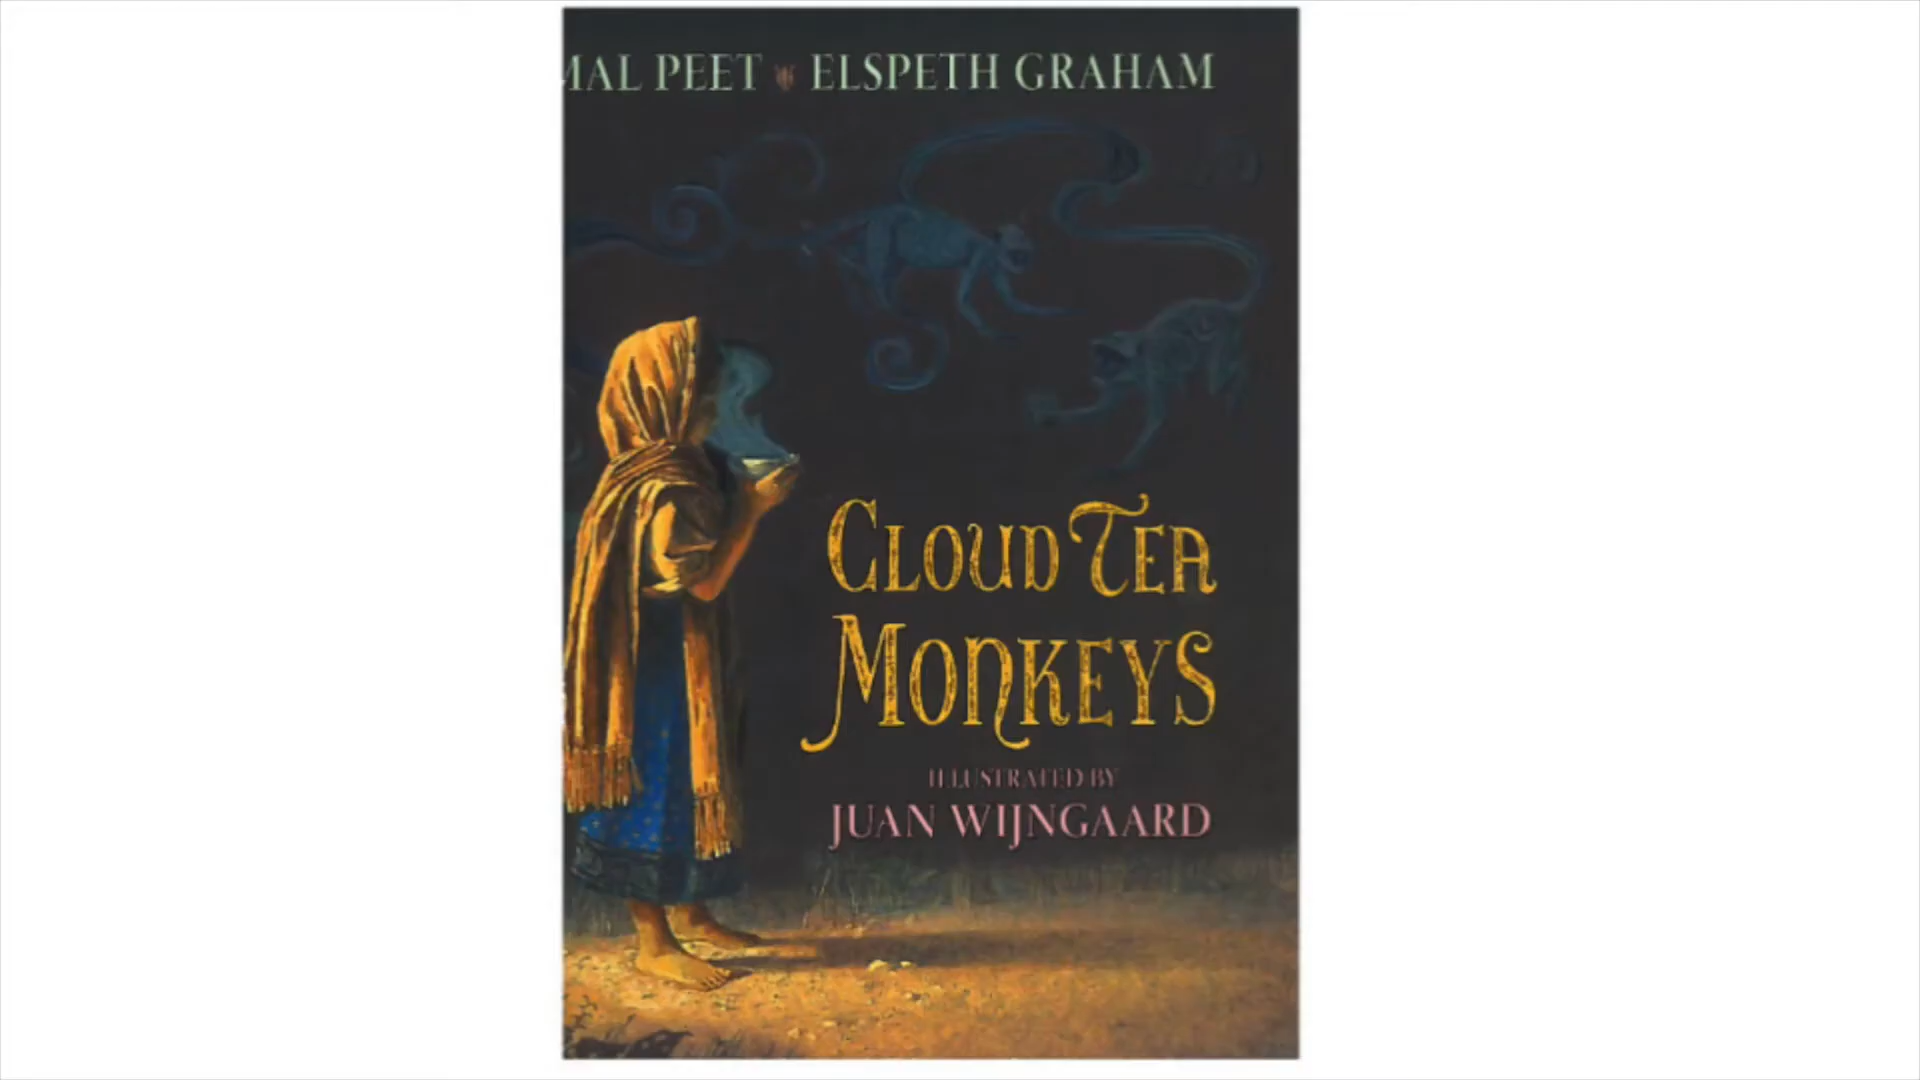 MAL PEET ELSPETH GRAHAM
CLOUD TEA
MONKEYS
ILLUSTRATED BY
JUAN WIJNGAARD